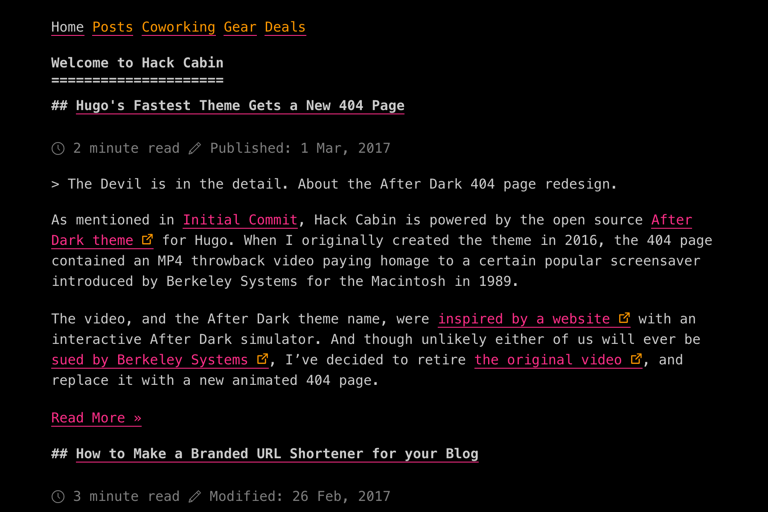 Home Posts Coworking Gear Deals
Welcome to Hack Cabin
=====================
## Hugo's Fastest Theme Gets a New 404 Page
2 minute read Published: 1 Mar, 2017
> The Devil is in the detail. About the After Dark 404 page redesign.
As mentioned in Initial Commit, Hack Cabin is powered by the open source After
Dark theme for Hugo. When I originally created the theme in 2016, the 404 page
contained an MP4 throwback video paying homage to a certain popular screensaver
introduced by Berkeley Systems for the Macintosh in 1989.
The video, and the After Dark theme name, were inspired by a website with an
interactive After Dark simulator. And though unlikely either of us will ever be
sued by Berkeley Systems, I’ve decided to retire the original video, and
replace it with a new animated 404 page.
Read More »
## How to Make a Branded URL Shortener for your Blog
3 minute read Modified: 26 Feb, 2017